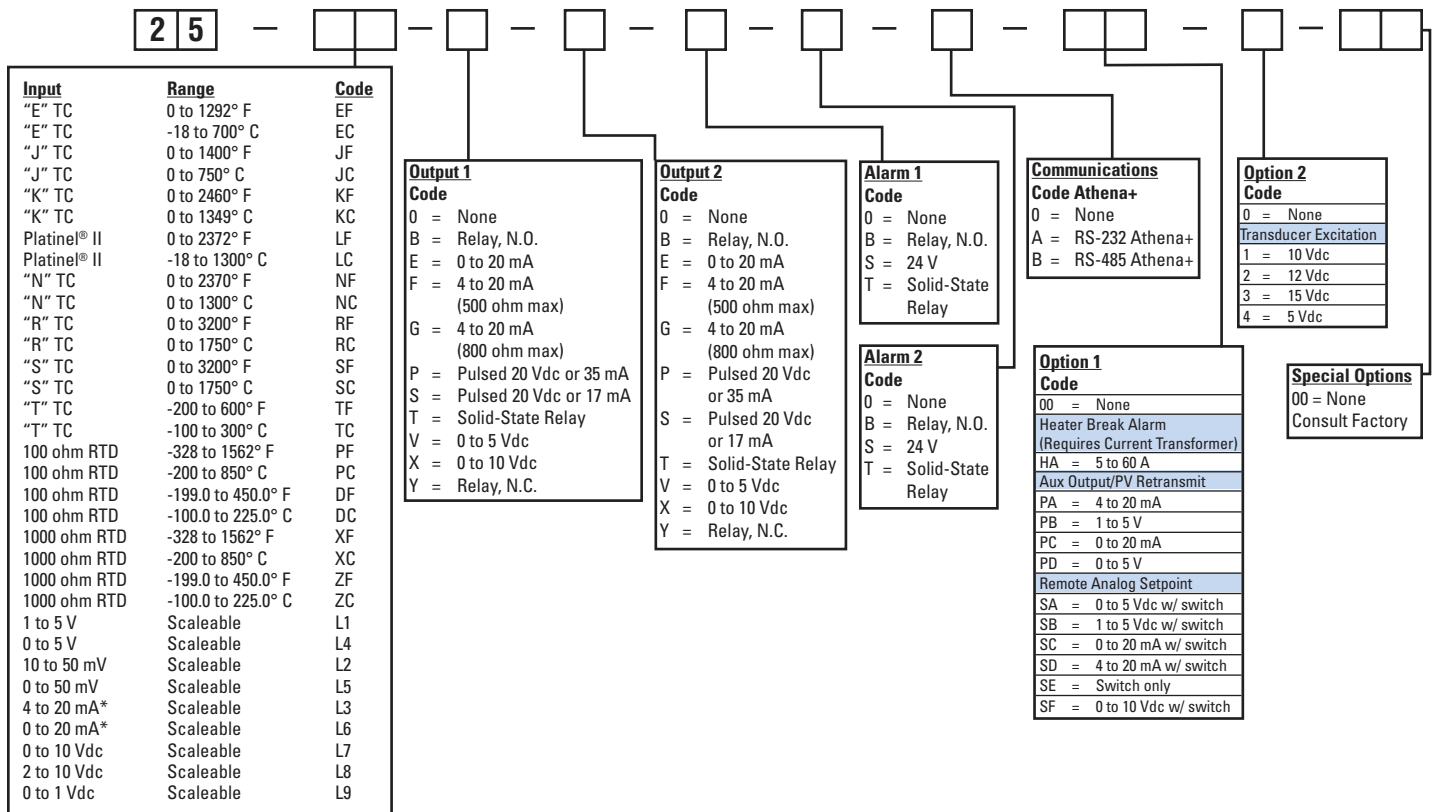 2 5 — — — — — — — — —
Input Range Code
“E” TC 0 to 1292° F EF
“E” TC -18 to 700° C EC
“J” TC 0 to 1400° F JF
“J” TC 0 to 750° C JC
“K” TC 0 to 2460° F KF
“K” TC 0 to 1349° C KC
Platinel® II 0 to 2372° F LF
Platinel® II -18 to 1300° C LC
“N” TC 0 to 2370° F NF
“N” TC 0 to 1300° C NC
“R” TC 0 to 3200° F RF
“R” TC 0 to 1750° C RC
“S” TC 0 to 3200° F SF
“S” TC 0 to 1750° C SC
“T” TC -200 to 600° F TF
“T” TC -100 to 300° C TC
100 ohm RTD -328 to 1562° F PF
100 ohm RTD -200 to 850° C PC
100 ohm RTD -199.0 to 450.0° F DF
100 ohm RTD -100.0 to 225.0° C DC
1000 ohm RTD -328 to 1562° F XF
1000 ohm RTD -200 to 850° C XC
1000 ohm RTD -199.0 to 450.0° F ZF
1000 ohm RTD -100.0 to 225.0° C ZC
1 to 5 V Scaleable L1
0 to 5 V Scaleable L4
10 to 50 mV Scaleable L2
0 to 50 mV Scaleable L5
4 to 20 mA* Scaleable L3
0 to 20 mA* Scaleable L6
0 to 10 Vdc Scaleable L7
2 to 10 Vdc Scaleable L8
0 to 1 Vdc Scaleable L9
Output 1
Code
0 = None
B = Relay, N.O.
E = 0 to 20 mA
F = 4 to 20 mA
(500 ohm max)
G = 4 to 20 mA
(800 ohm max)
P = Pulsed 20 Vdc or 35 mA
S = Pulsed 20 Vdc or 17 mA
T = Solid-State Relay
V = 0 to 5 Vdc
X = 0 to 10 Vdc
Y = Relay, N.C.
Output 2
Code
0 = None
B = Relay, N.O.
E = 0 to 20 mA
F = 4 to 20 mA
(500 ohm max)
G = 4 to 20 mA
(800 ohm max)
P = Pulsed 20 Vdc
or 35 mA
S = Pulsed 20 Vdc
or 17 mA
T = Solid-State Relay
V = 0 to 5 Vdc
X = 0 to 10 Vdc
Y = Relay, N.C.
Alarm 1
Code
0 = None
B = Relay, N.O.
S = 24 V
T = Solid-State
Relay
Alarm 2
Code
0 = None
B = Relay, N.O.
S = 24 V
T = Solid-State
Relay
Communications
Code Athena+
0 = None
A = RS-232 Athena+
B = RS-485 Athena+
Option 1
Code
00 = None
Heater Break Alarm
(Requires Current Transformer)
HA = 5 to 60 A
Aux Output/PV Retransmit
PA = 4 to 20 mA
PB = 1 to 5 V
PC = 0 to 20 mA
PD = 0 to 5 V
Remote Analog Setpoint
SA = 0 to 5 Vdc w/ switch
SB = 1 to 5 Vdc w/ switch
SC = 0 to 20 mA w/ switch
SD = 4 to 20 mA w/ switch
SE = Switch only
SF = 0 to 10 Vdc w/ switch
Option 2
Code
0 = None
Transducer Excitation
1 = 10 Vdc
2 = 12 Vdc
3 = 15 Vdc
4 = 5 Vdc
Special Options
00 = None
Consult Factory